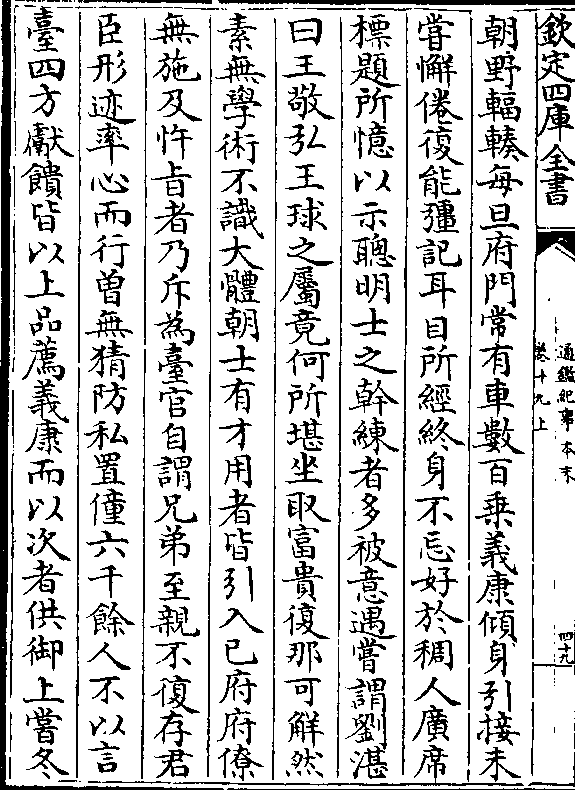 欽定四庫全書
通鑑紀事本末
卷十九上
四十九
朝野輻輳每旦府門常有車數百乗義康傾身引接未
嘗懈倦復能彊記耳目所經終身不忘好於稠人廣席
標題所憶以示聰明士之幹練者多被意遇嘗謂劉湛
曰王敬弘王球之屬竟何所堪坐取富貴復那可解然
素無學術不識大體朝士有才用者皆引入已府府僚
無施及忤㫖者乃斥為臺官自謂兄弟至親不復存君
臣形迹率心而行曽無猜防私置僮六千餘人不以言
臺四方獻饋皆以上品薦義康而以次者供御上嘗冬